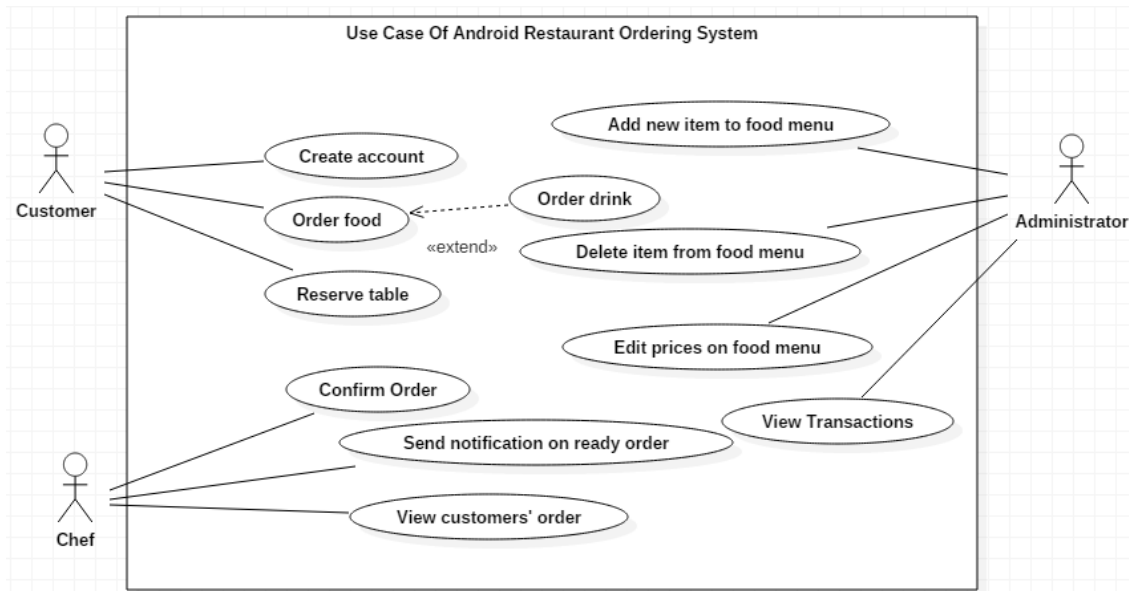 Use Case Of Android Restaurant Ordering System
Add new item to food menu
Create account
Customer
Order drink
Order food
Administrator
«extend»
Delete item from food menu
Reserve table
Edit prices on food menu
Confirm Order
View Transactions
Send notification on ready order
View customers' order
Chef